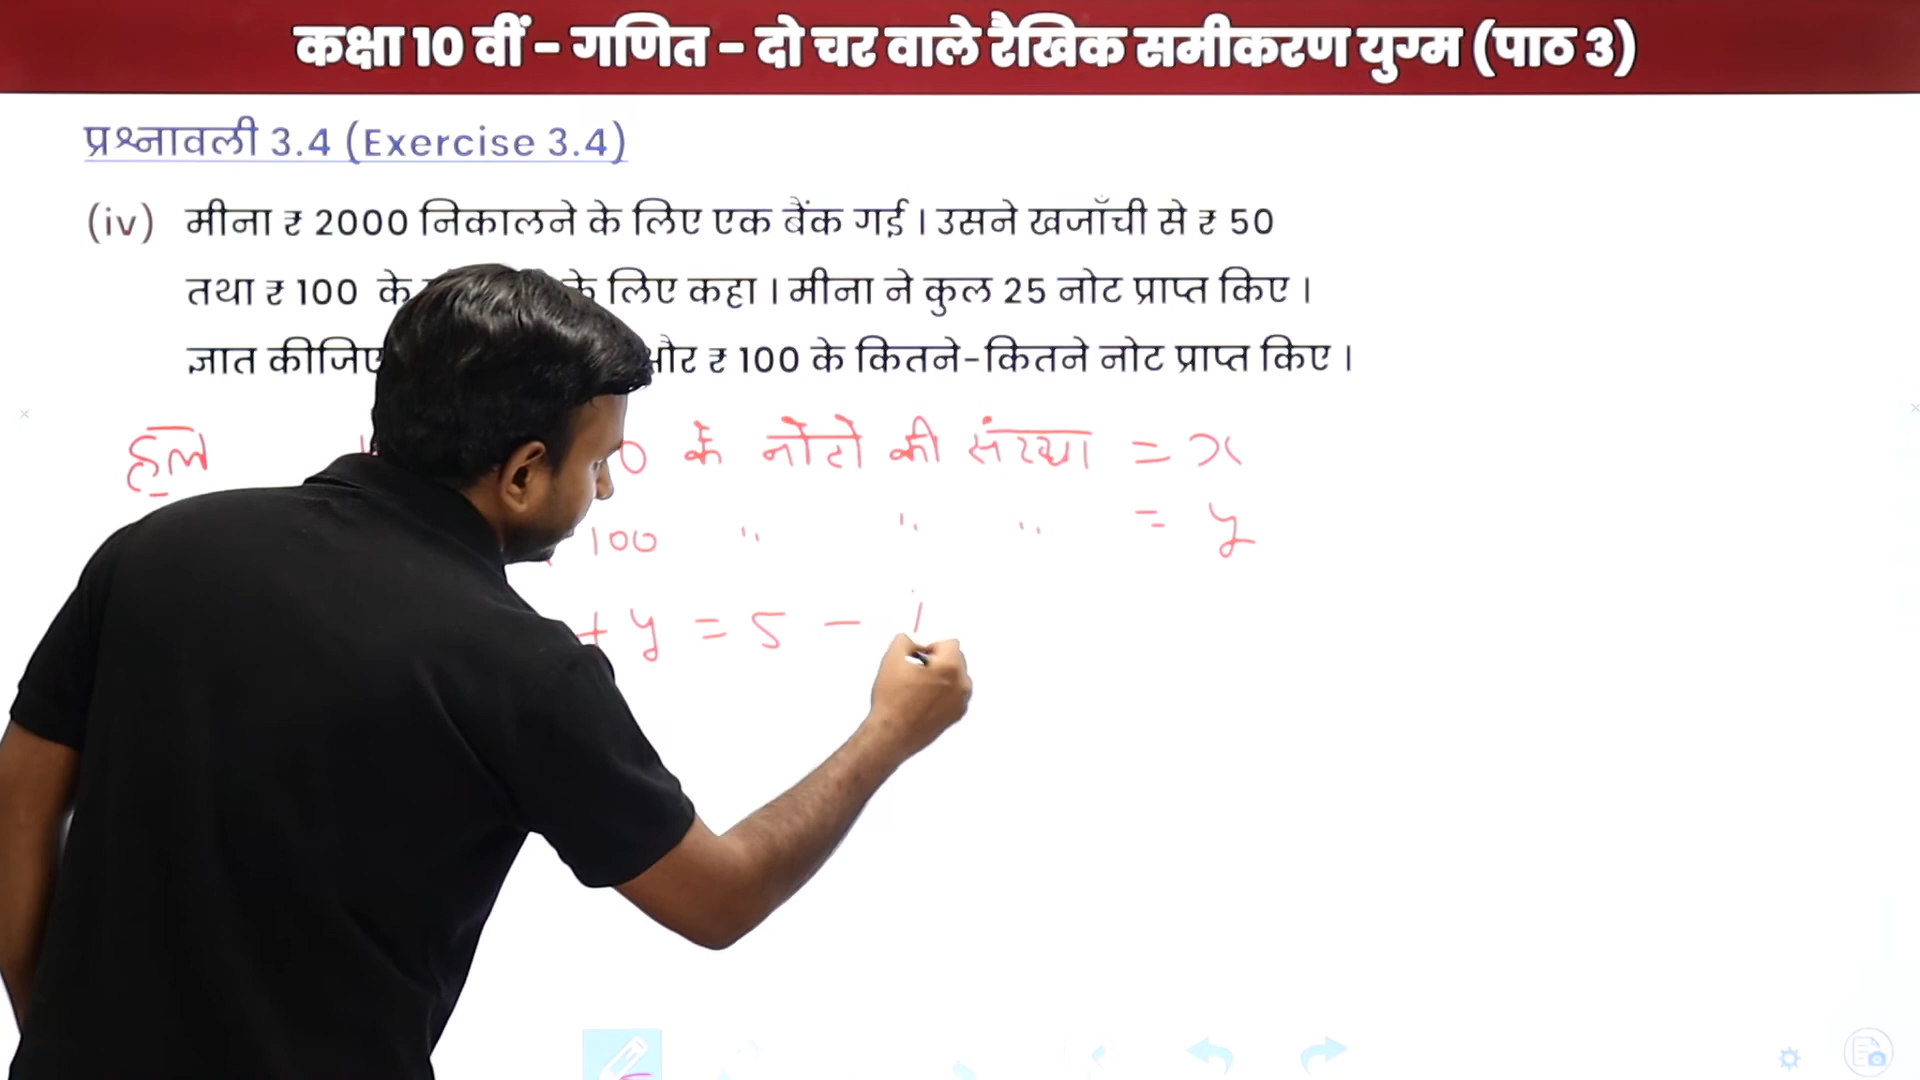 कक्षा 10 वीं - गणित - दो चर वाले रैखिक समीकरण युग्म (पाठ 3)
प्रश्नावली 3.4 (Exercise 3.4)
(iv) मीना ₹ 2000 निकालने के लिए एक बैंक गई । उसने खजाँची से ₹ 50
तथा ₹ 100 के के लिए कहा । मीना ने कुल 25 नोट प्राप्त किए ।
ज्ञात कीजिए ₹ 100 के कितने-कितने नोट प्राप्त किए ।
हल 0 के नोटो की संख्या = x
100 " " " = y
+ y = 5 -